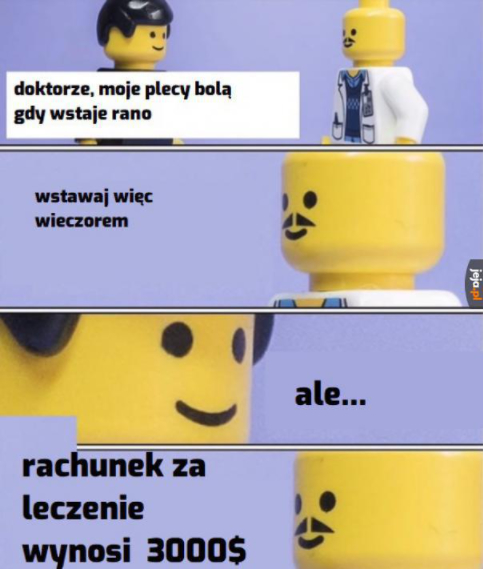 doktorze, moje plecy bolą
gdy wstaje rano
wstawaj więc
wieczorem
jeja.pl
ale...
rachunek za
leczenie
wynosi 3000$